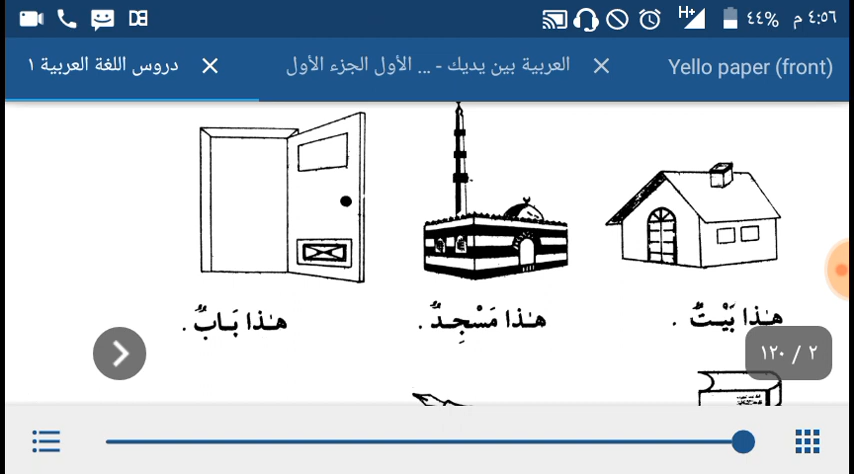 ٤:٥٦ م ٤٤% H+
دروس اللغة العربية ١
العربية بين يديك - ... الأول الجزء الأول
Yello paper (front)
هٰذا بَيْتٌ .
هٰذا مَسْجِدٌ .
هٰذا بَابٌ .
٢ / ١٢٠